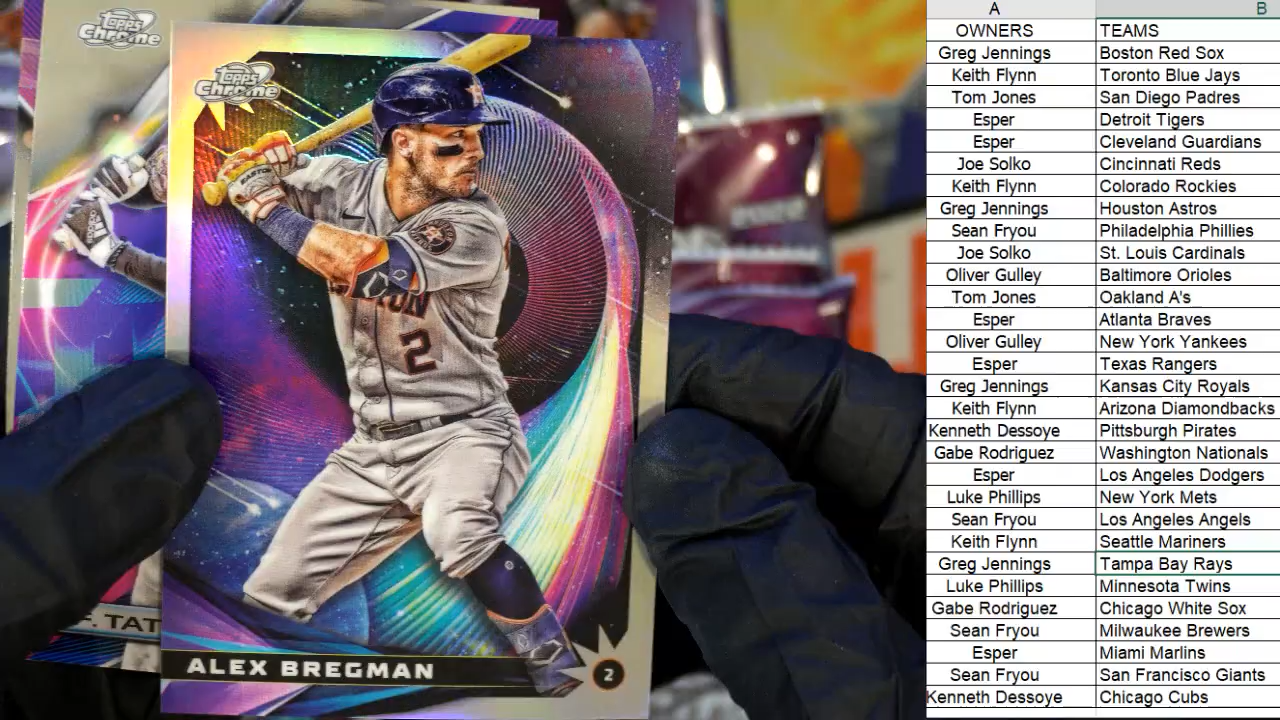 Topps
Chrome
Topps
Chrome
EASTON
2
F. TAT
ALEX BREGMAN
2
2022
A B
OWNERS TEAMS
Greg Jennings Boston Red Sox
Keith Flynn Toronto Blue Jays
Tom Jones San Diego Padres
Esper Detroit Tigers
Esper Cleveland Guardians
Joe Solko Cincinnati Reds
Keith Flynn Colorado Rockies
Greg Jennings Houston Astros
Sean Fryou Philadelphia Phillies
Joe Solko St. Louis Cardinals
Oliver Gulley Baltimore Orioles
Tom Jones Oakland A's
Esper Atlanta Braves
Oliver Gulley New York Yankees
Esper Texas Rangers
Greg Jennings Kansas City Royals
Keith Flynn Arizona Diamondbacks
Kenneth Dessoye Pittsburgh Pirates
Gabe Rodriguez Washington Nationals
Esper Los Angeles Dodgers
Luke Phillips New York Mets
Sean Fryou Los Angeles Angels
Keith Flynn Seattle Mariners
Greg Jennings Tampa Bay Rays
Luke Phillips Minnesota Twins
Gabe Rodriguez Chicago White Sox
Sean Fryou Milwaukee Brewers
Esper Miami Marlins
Sean Fryou San Francisco Giants
Kenneth Dessoye Chicago Cubs